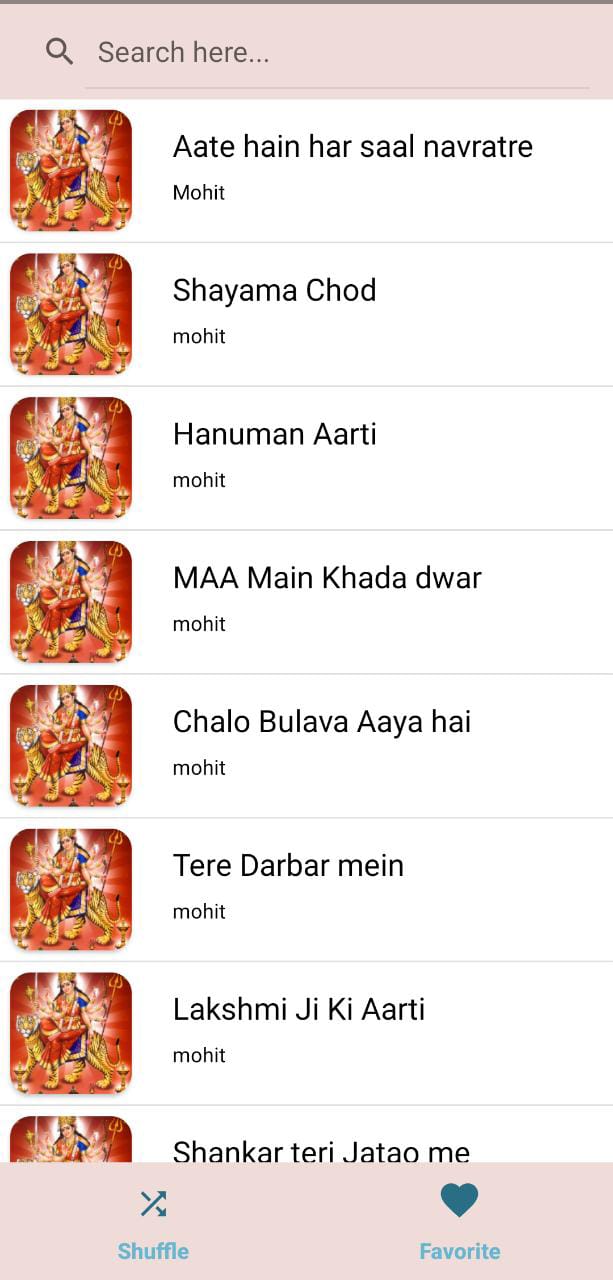 Search here...
Aate hain har saal navratre
Mohit
Shayama Chod
mohit
Hanuman Aarti
mohit
MAA Main Khada dwar
mohit
Chalo Bulava Aaya hai
mohit
Tere Darbar mein
mohit
Lakshmi Ji Ki Aarti
mohit
Shankar teri Jatao me
Shuffle
Favorite